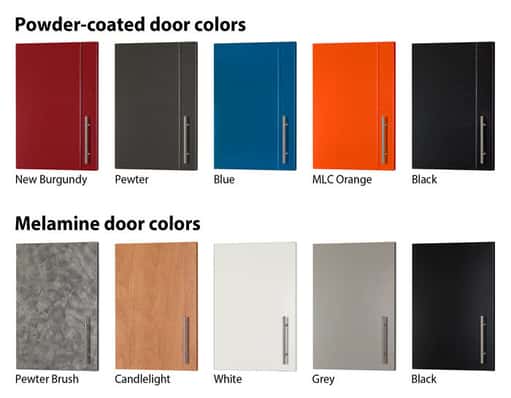 Powder-coated door colors
New Burgundy Pewter Blue MLC Orange Black
Melamine door colors
Pewter Brush Candlelight White Grey Black